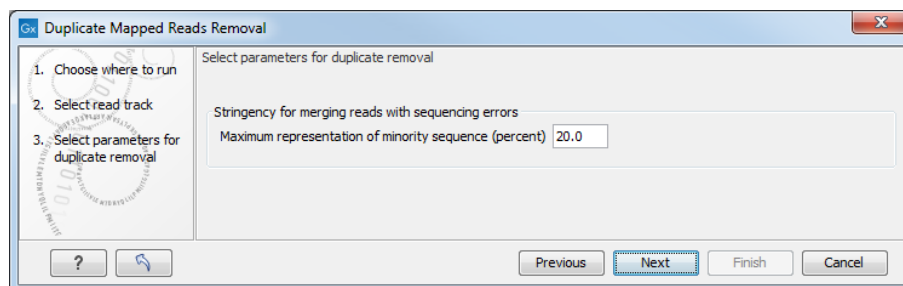 Gx Duplicate Mapped Reads Removal
X
1. Choose where to run
2. Select read track
3. Select parameters for
duplicate removal
Select parameters for duplicate removal
Stringency for merging reads with sequencing errors
Maximum representation of minority sequence (percent) 20.0
? Previous Next Finish Cancel